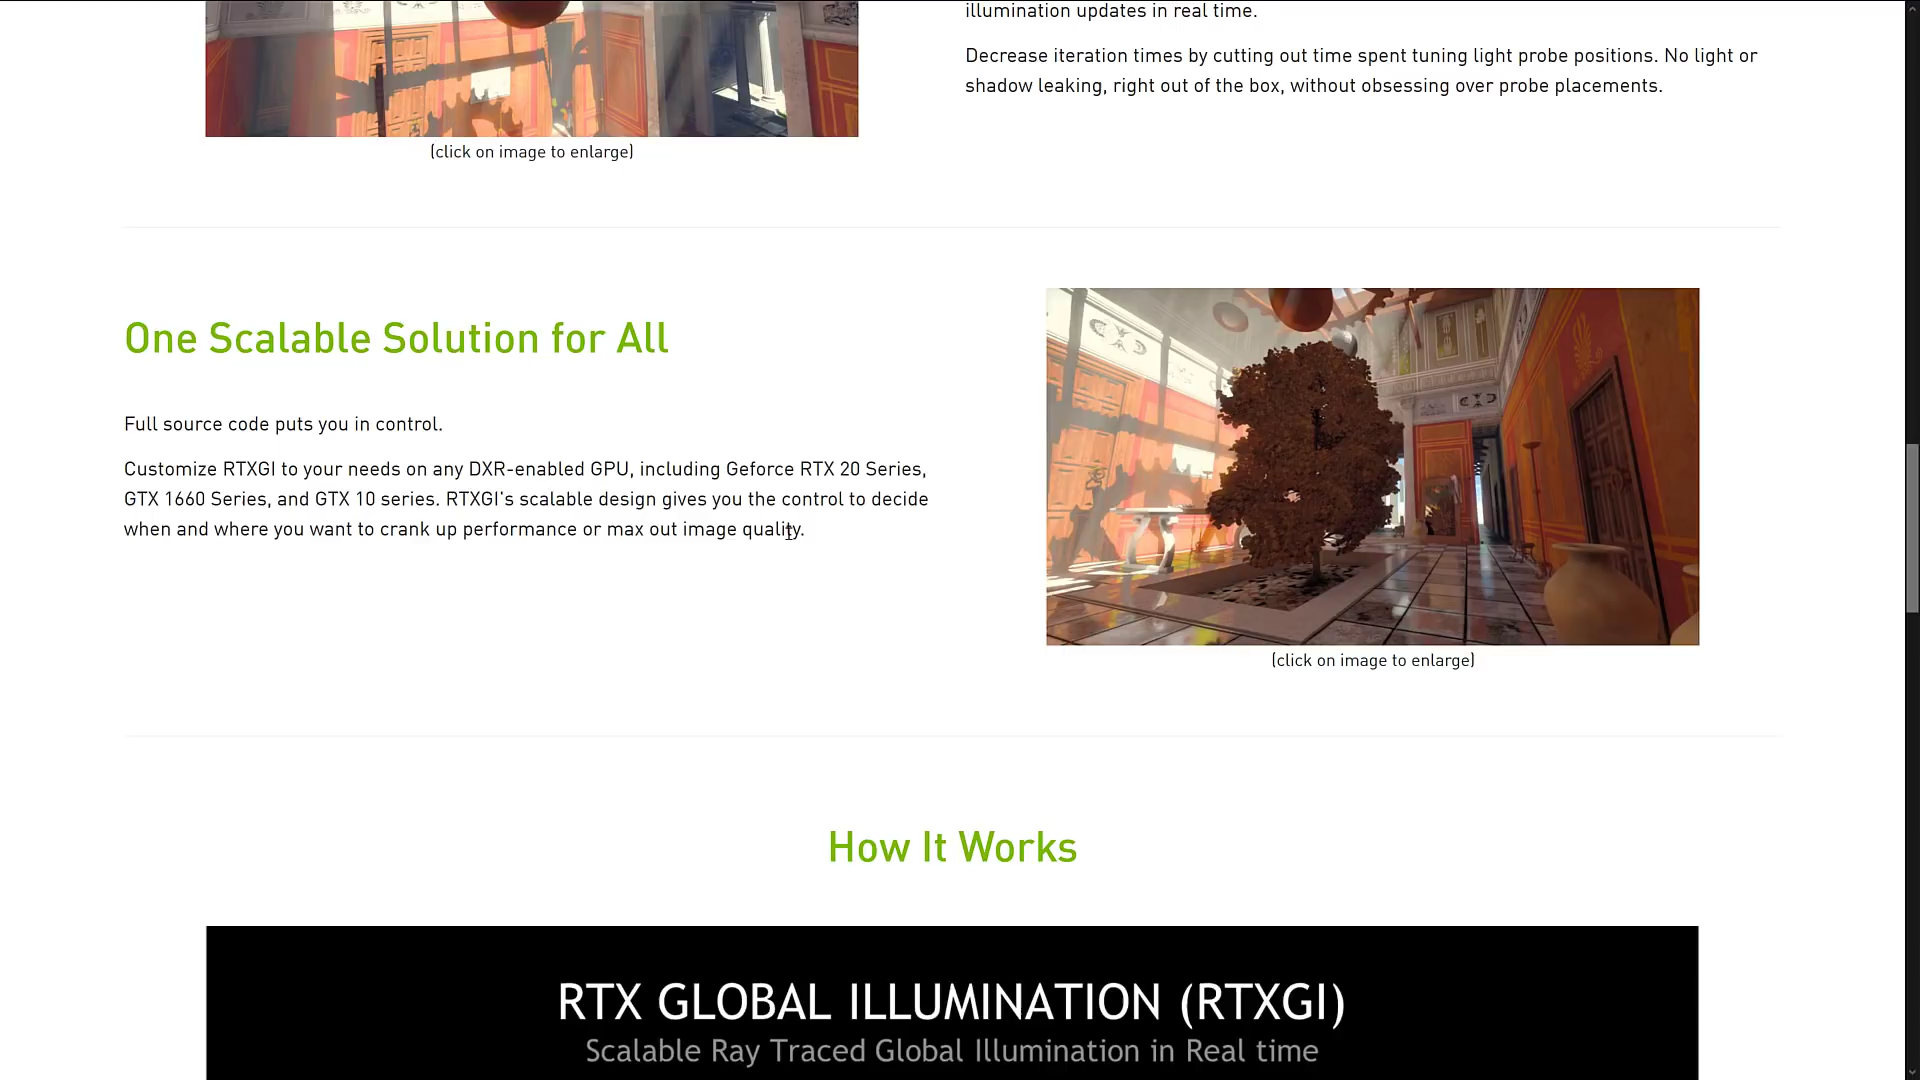 illumination updates in real time.
Decrease iteration times by cutting out time spent tuning light probe positions. No light or
shadow leaking, right out of the box, without obsessing over probe placements.
(click on image to enlarge)
One Scalable Solution for All
Full source code puts you in control.
Customize RTXGI to your needs on any DXR-enabled GPU, including Geforce RTX 20 Series,
GTX 1660 Series, and GTX 10 series. RTXGI's scalable design gives you the control to decide
when and where you want to crank up performance or max out image quality.
(click on image to enlarge)
How It Works
RTX GLOBAL ILLUMINATION (RTXGI)
Scalable Ray Traced Global Illumination in Real time